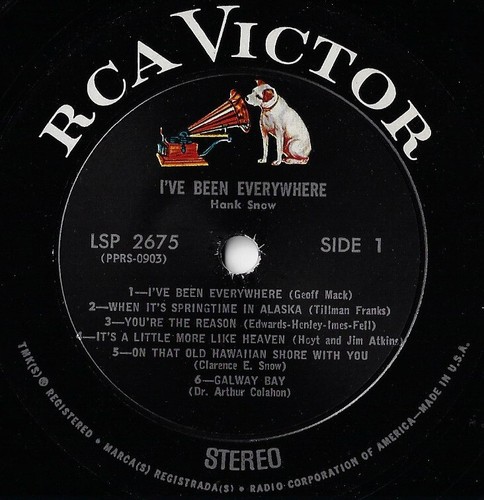 RCA VICTOR
I'VE BEEN EVERYWHERE
Hank Snow
LSP 2675
(PPRS-0903)
SIDE 1
1—I'VE BEEN EVERYWHERE (Geoff Mack)
2—WHEN IT'S SPRINGTIME IN ALASKA (Tillman Franks)
3—YOU'RE THE REASON (Edwards-Henley-Imes-Fell)
4—IT'S A LITTLE MORE LIKE HEAVEN (Hoyt and Jim Atkins)
5—ON THAT OLD HAWAIIAN SHORE WITH YOU
(Clarence E. Snow)
6—GALWAY BAY
(Dr. Arthur Colahon)
STEREO
TMK(S) ® REGISTERED • MARCA(S) REGISTRADA(S) • RADIO CORPORATION OF AMERICA—MADE IN U.S.A.